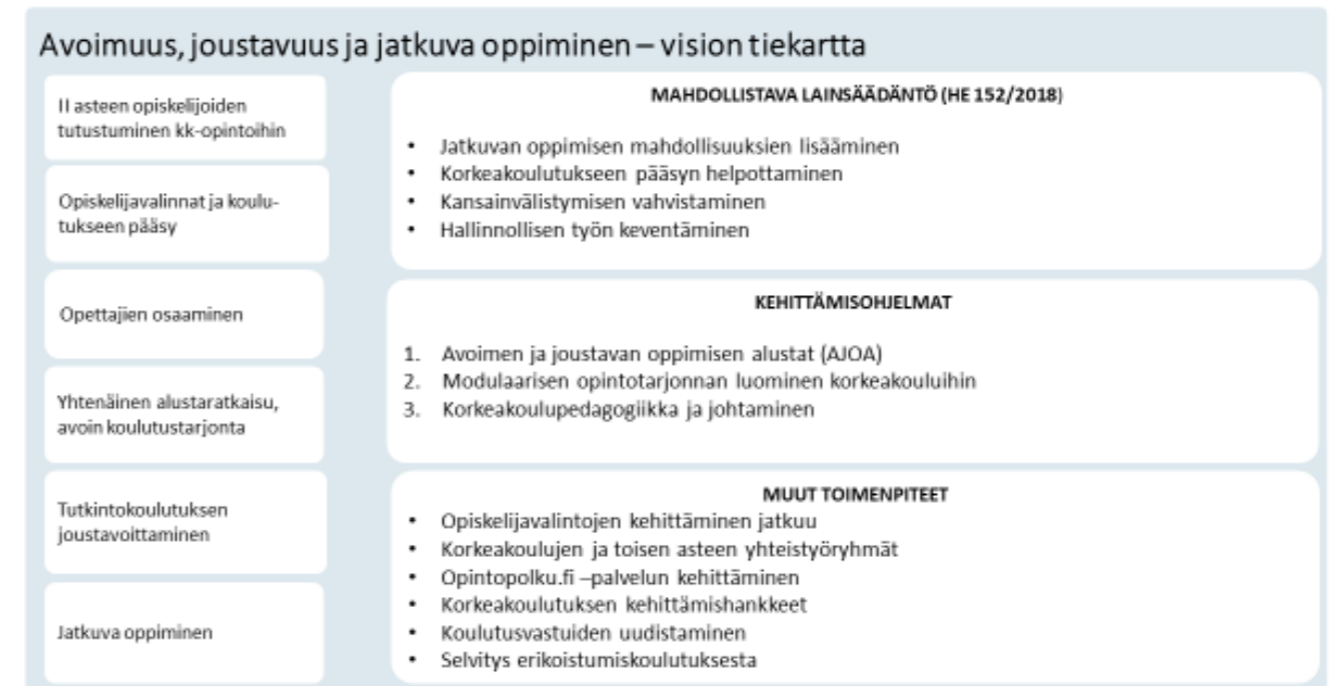 Avoimuus, joustavuus ja jatkuva oppiminen – vision tiekartta
II asteen opiskelijoiden
tutustuminen kk-opintoihin
Opiskelijavalinnat ja koulu-
tukseen pääsy
Opettajien osaaminen
Yhtenäinen alustaratkaisu,
avoin koulutustarjonta
Tutkintokoulutuksen
joustavoittaminen
Jatkuva oppiminen
MAHDOLLISTAVA LAINSÄÄDÄNTÖ (HE 152/2018)
• Jatkuvan oppimisen mahdollisuuksien lisääminen
• Korkeakoulutukseen pääsyn helpottaminen
• Kansainvälistymisen vahvistaminen
• Hallinnollisen työn keventäminen
KEHITTÄMISOHJELMAT
1. Avoimen ja joustavan oppimisen alustat (AJOA)
2. Modulaarisen opintotarjonnan luominen korkeakouluihin
3. Korkeakoulupedagogiikka ja johtaminen
MUUT TOIMENPITEET
• Opiskelijavalintojen kehittäminen jatkuu
• Korkeakoulujen ja toisen asteen yhteistyöryhmät
• Opintopolku.fi –palvelun kehittäminen
• Korkeakoulutuksen kehittämishankkeet
• Koulutusvastuiden uudistaminen
• Selvitys erikoistumiskoulutuksesta